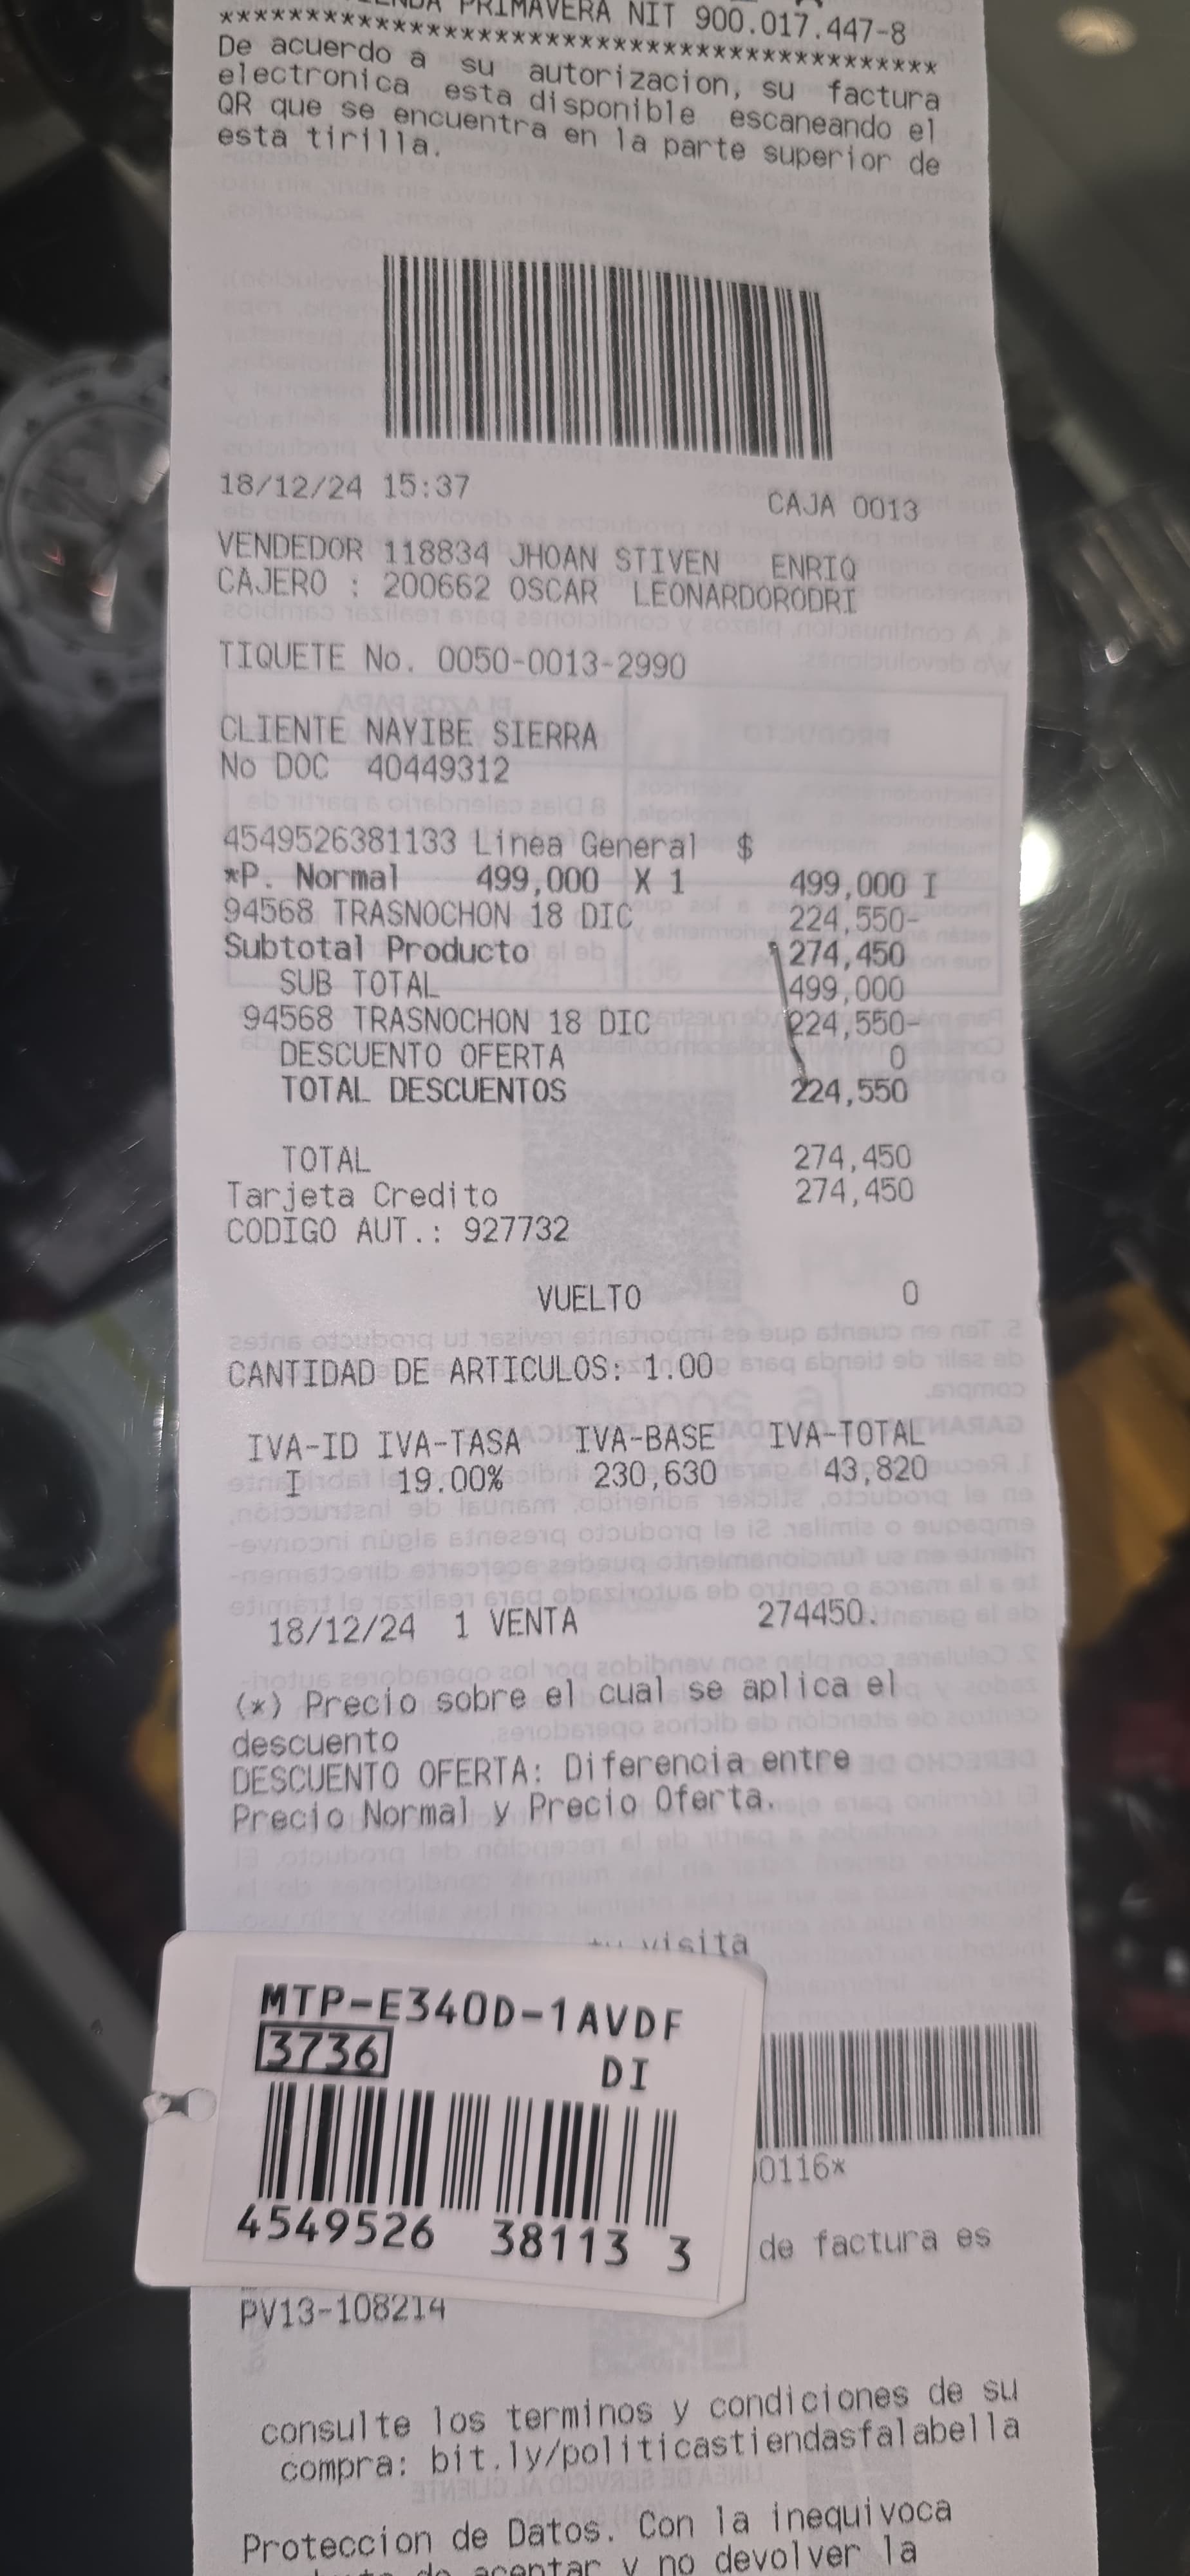 PRIMAVERA NIT 900.017.447-8
*****************************************
De acuerdo a su autorizacion, su factura
electronica esta disponible escaneando el
QR que se encuentra en la parte superior de
esta tirilla.
18/12/24 15:37 CAJA 0013
VENDEDOR 118834 JHOAN STIVEN ENRIQ
CAJERO : 200662 OSCAR LEONARDORODRI
TIQUETE No. 0050-0013-2990
CLIENTE NAYIBE SIERRA
No DOC 40449312
4549526381133 Linea General $
*P. Normal 499,000 X 1 499,000 I
94568 TRASNOCHON 18 DIC 224,550-
Subtotal Producto 274,450
SUB TOTAL 499,000
94568 TRASNOCHON 18 DIC 224,550-
DESCUENTO OFERTA 0
TOTAL DESCUENTOS 224,550
TOTAL 274,450
Tarjeta Credito 274,450
CODIGO AUT.: 927732
VUELTO 0
CANTIDAD DE ARTICULOS: 1.00
IVA-ID IVA-TASA IVA-BASE IVA-TOTAL
I 19.00% 230,630 43,820
18/12/24 1 VENTA 274450.
(*) Precio sobre el cual se aplica el
descuento
DESCUENTO OFERTA: Diferencia entre
Precio Normal y Precio Oferta.
visita
MTP-E340D-1AVDF
3736
DI
4549526 38113 3
0116*
de factura es
PV13-108214
consulte los terminos y condiciones de su
compra: bit.ly/politicastiendasfalabella
Proteccion de Datos. Con la inequivoca
de aceptar y no devolver la